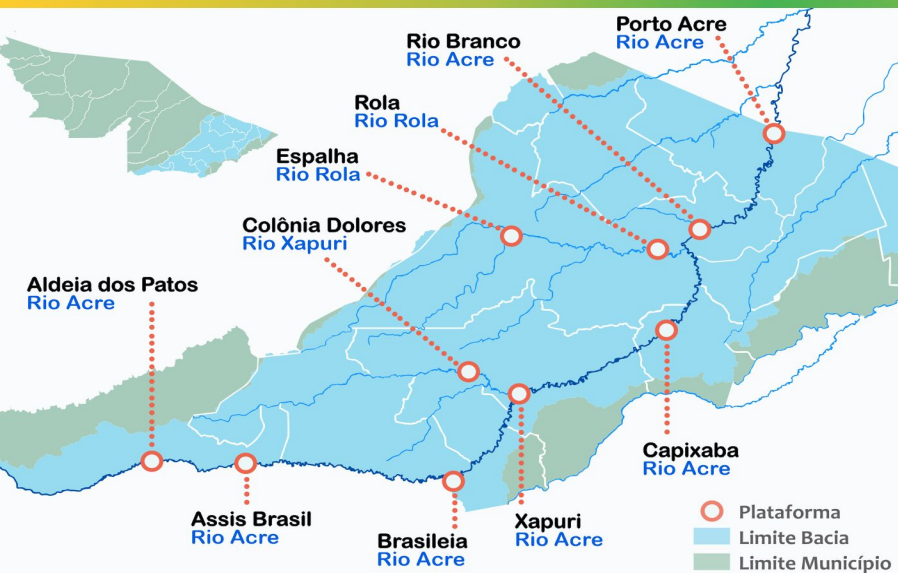 Porto Acre
Rio Acre
Rio Branco
Rio Acre
Rola
Rio Rola
Espalha
Rio Rola
Colônia Dolores
Rio Xapuri
Aldeia dos Patos
Rio Acre
Capixaba
Rio Acre
Assis Brasil
Rio Acre
Brasileia
Rio Acre
Xapuri
Rio Acre
Plataforma
Limite Bacia
Limite Município